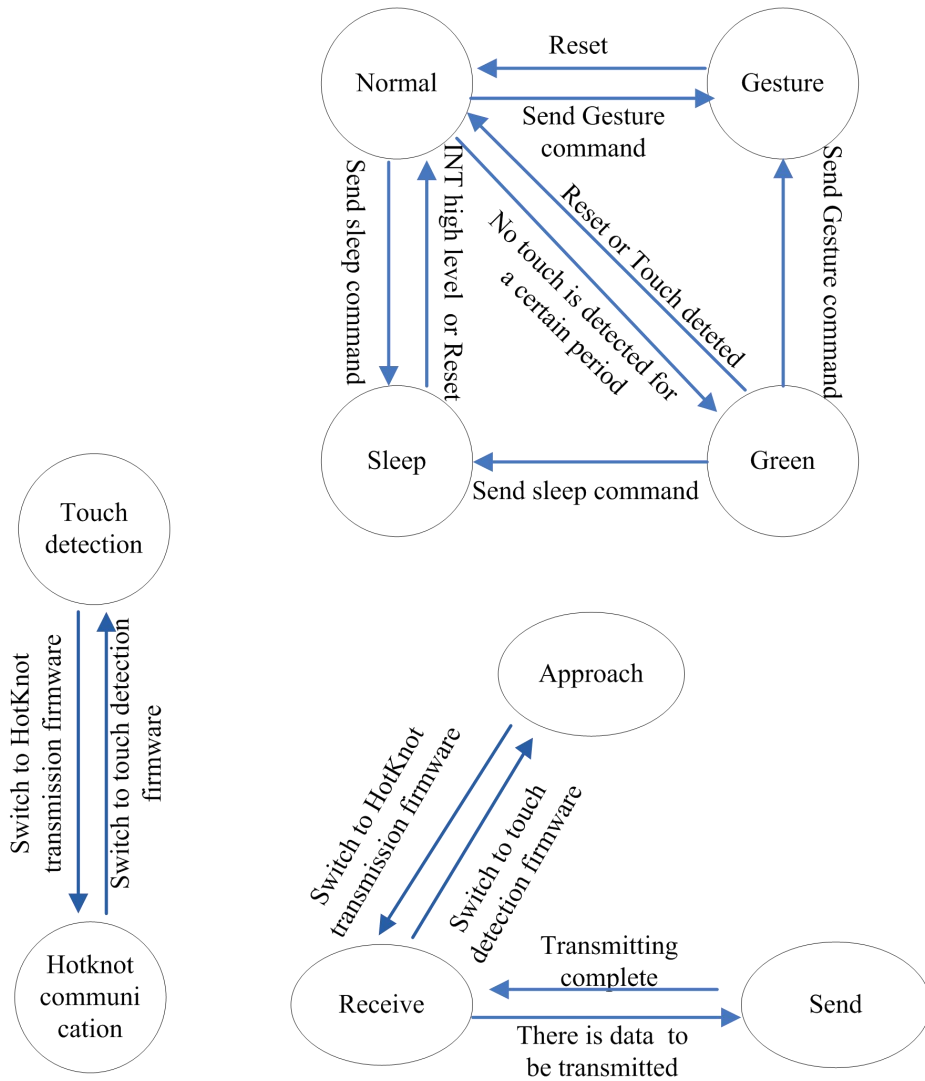 Reset
Normal
Gesture
Send Gesture
command
Send sleep command
INT high level  or Reset
Reset or Touch deteted
No touch is detected for
a certain period
Send Gesture command
Sleep
Green
Send sleep command
Touch
detection
Switch to HotKnot
transmission firmware
Switch to touch detection
firmware
Hotknot
communi
cation
Approach
Switch to HotKnot
transmission firmware
Switch to touch
detection firmware
Receive
Transmitting
complete
Send
There is data  to
be transmitted